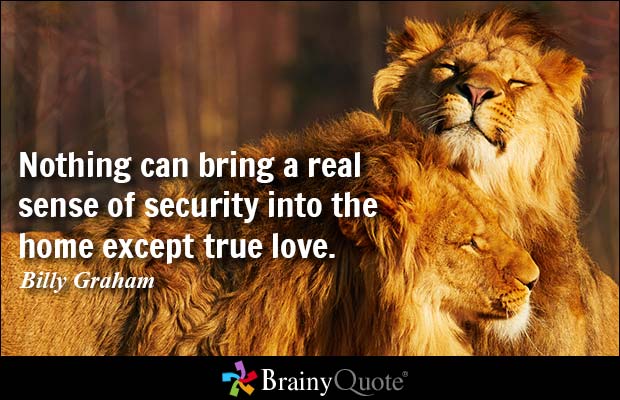 Nothing can bring a real
sense of security into the
home except true love.
Billy Graham
BrainyQuote®